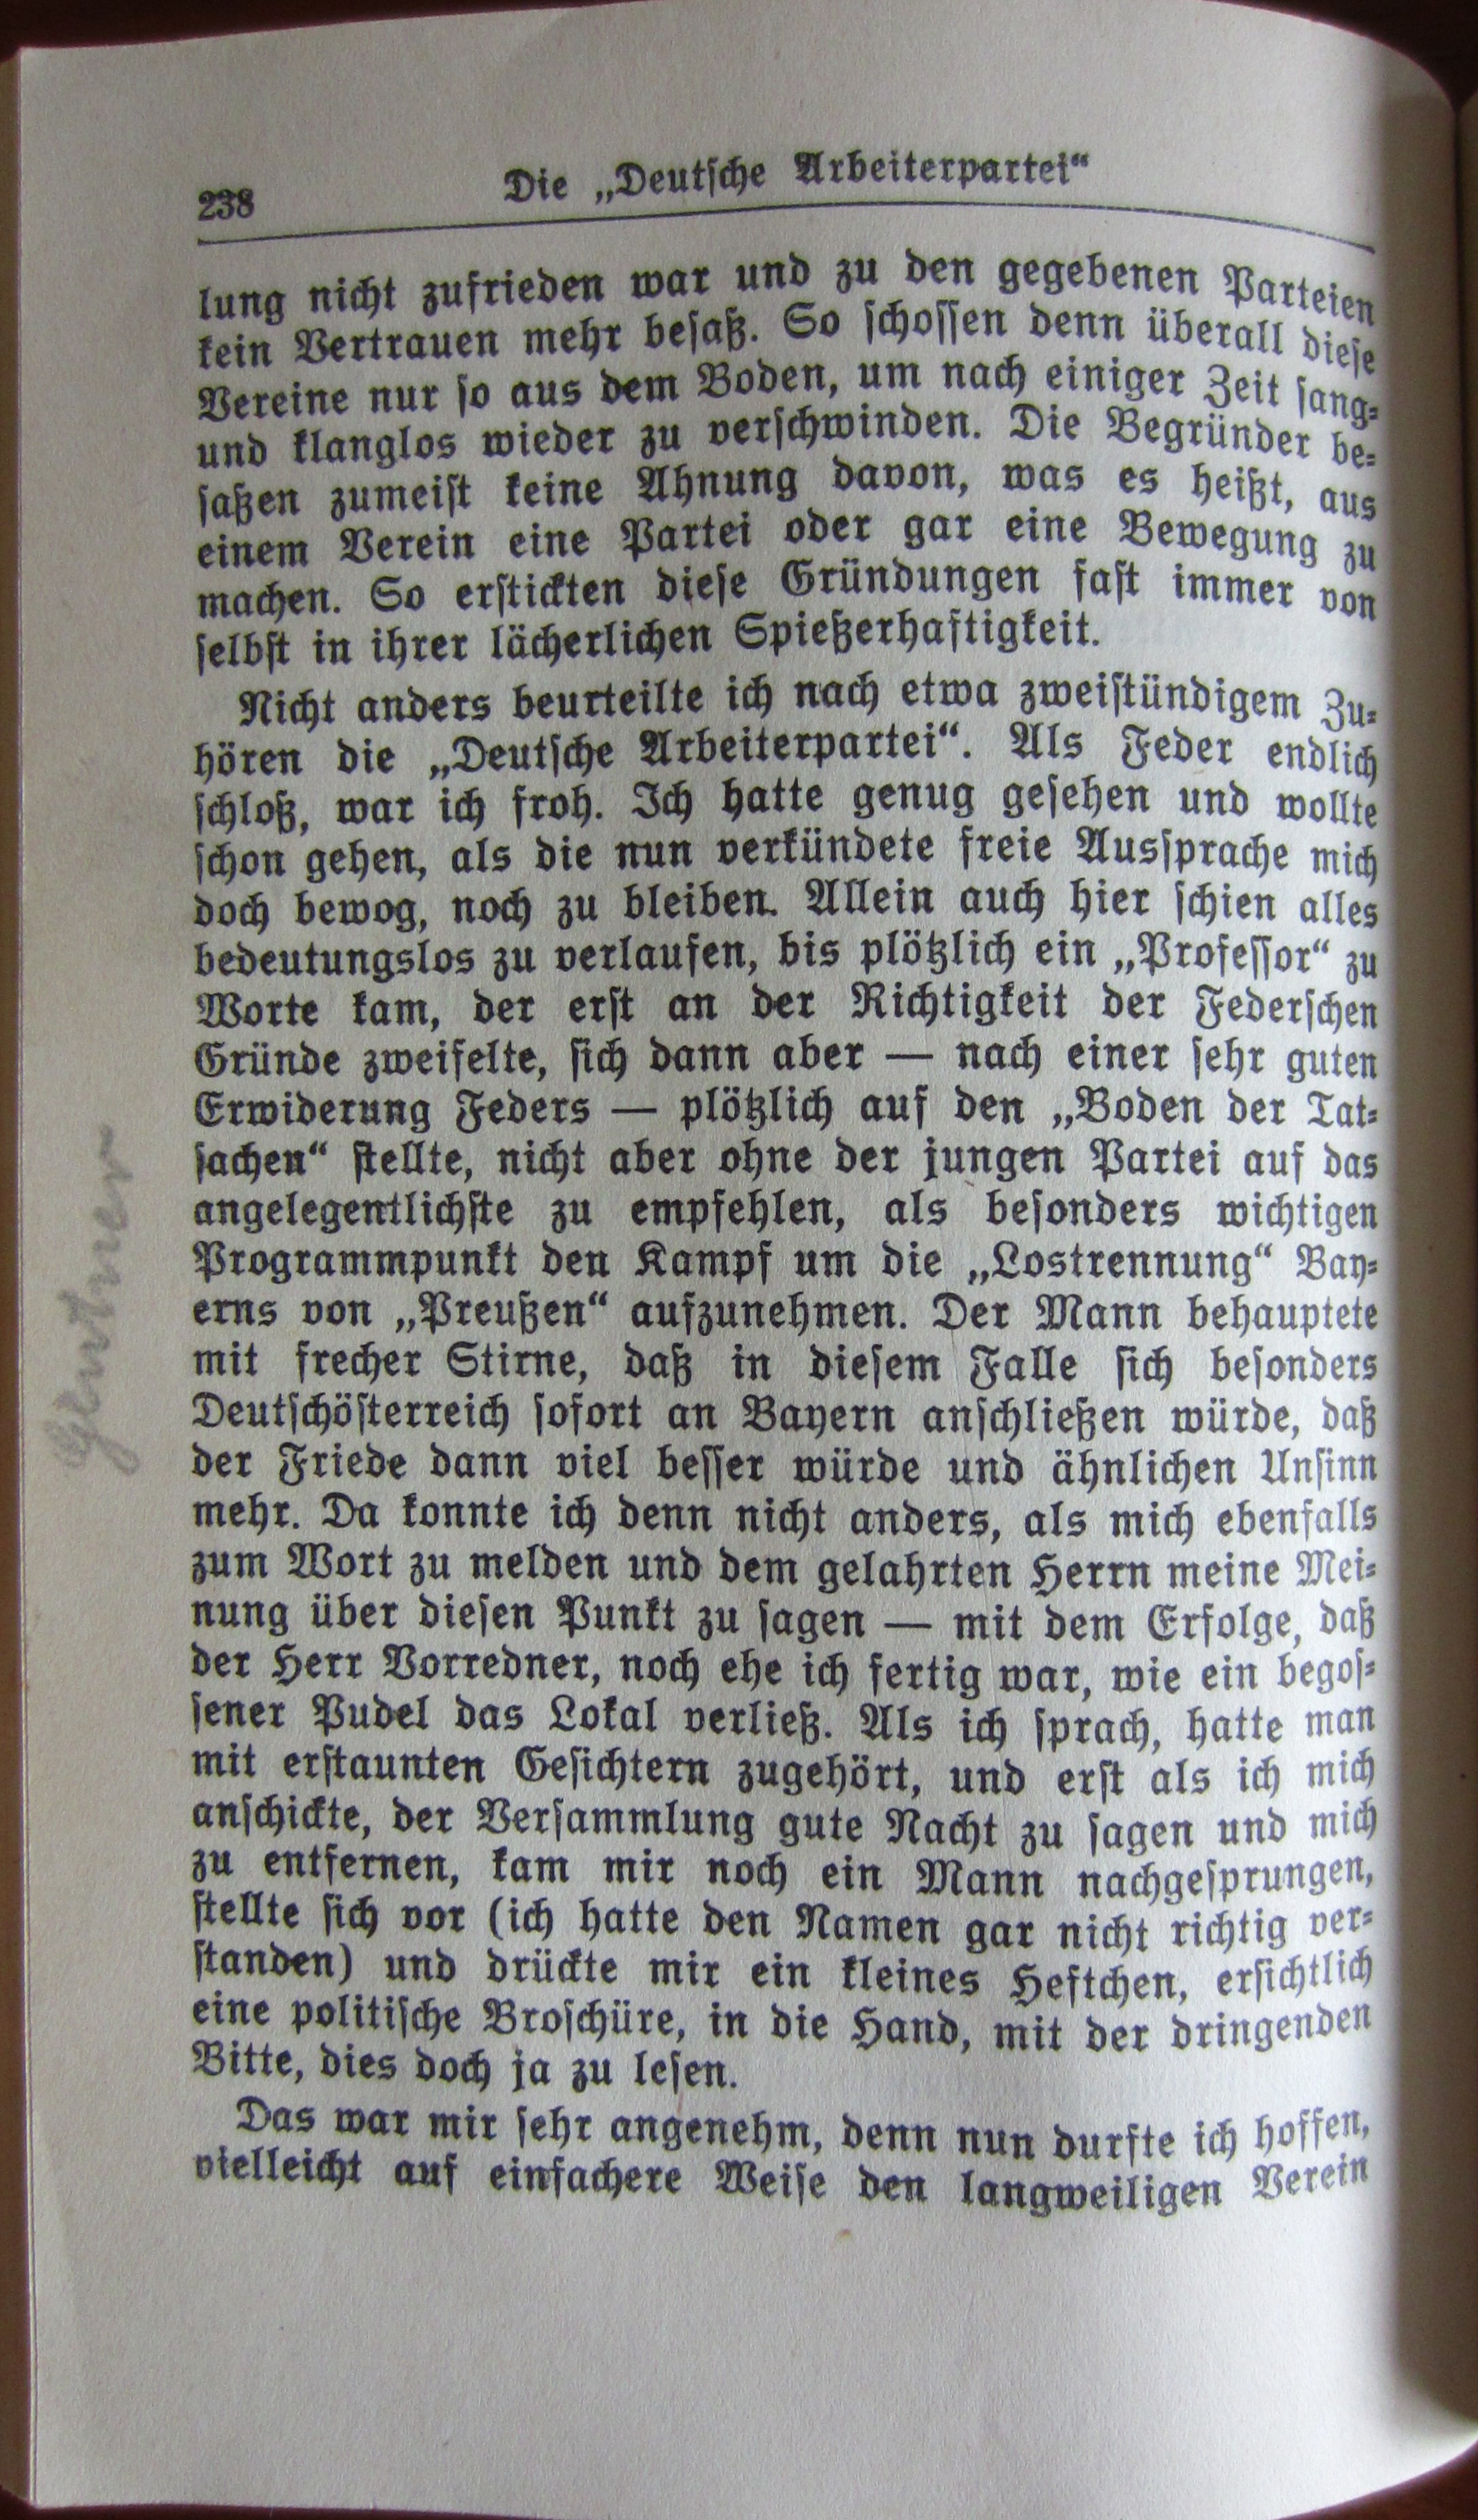 238
Die „Deutsche Arbeiterpartei“
lung nicht zufrieden war und zu den gegebenen Parteien
kein Vertrauen mehr besaß. So schossen denn überall diese
Vereine nur so aus dem Boden, um nach einiger Zeit sang-
und klanglos wieder zu verschwinden. Die Begründer be-
saßen zumeist keine Ahnung davon, was es heißt, aus
einem Verein eine Partei oder gar eine Bewegung zu
machen. So erstickten diese Gründungen fast immer von
selbst in ihrer lächerlichen Spießerhaftigkeit.
Nicht anders beurteilte ich nach etwa zweistündigem Zu-
hören die „Deutsche Arbeiterpartei“. Als Feder endlich
schloß, war ich froh. Ich hatte genug gesehen und wollte
schon gehen, als die nun verkündete freie Aussprache mich
doch bewog, noch zu bleiben. Allein auch hier schien alles
bedeutungslos zu verlaufen, bis plötzlich ein „Professor“ zu
Worte kam, der erst an der Richtigkeit der Federschen
Gründe zweifelte, sich dann aber — nach einer sehr guten
Erwiderung Feders — plötzlich auf den „Boden der Tat-
sachen“ stellte, nicht aber ohne der jungen Partei auf das
angelegentlichste zu empfehlen, als besonders wichtigen
Programmpunkt den Kampf um die „Lostrennung“ Bay-
erns von „Preußen“ aufzunehmen. Der Mann behauptete
mit frecher Stirne, daß in diesem Falle sich besonders
Deutschösterreich sofort an Bayern anschließen würde, daß
der Friede dann viel besser würde und ähnlichen Unsinn
mehr. Da konnte ich denn nicht anders, als mich ebenfalls
zum Wort zu melden und dem gelahrten Herrn meine Mei-
nung über diesen Punkt zu sagen — mit dem Erfolge, daß
der Herr Vorredner, noch ehe ich fertig war, wie ein begos-
sener Pudel das Lokal verließ. Als ich sprach, hatte man
mit erstaunten Gesichtern zugehört, und erst als ich mich
anschickte, der Versammlung gute Nacht zu sagen und mich
zu entfernen, kam mir noch ein Mann nachgesprungen,
stellte sich vor (ich hatte den Namen gar nicht richtig ver-
standen) und drückte mir ein kleines Heftchen, ersichtlich
eine politische Broschüre, in die Hand, mit der dringenden
Bitte, dies doch ja zu lesen.
Das war mir sehr angenehm, denn nun durfte ich hoffen,
vielleicht auf einfachere Weise den langweiligen Verein